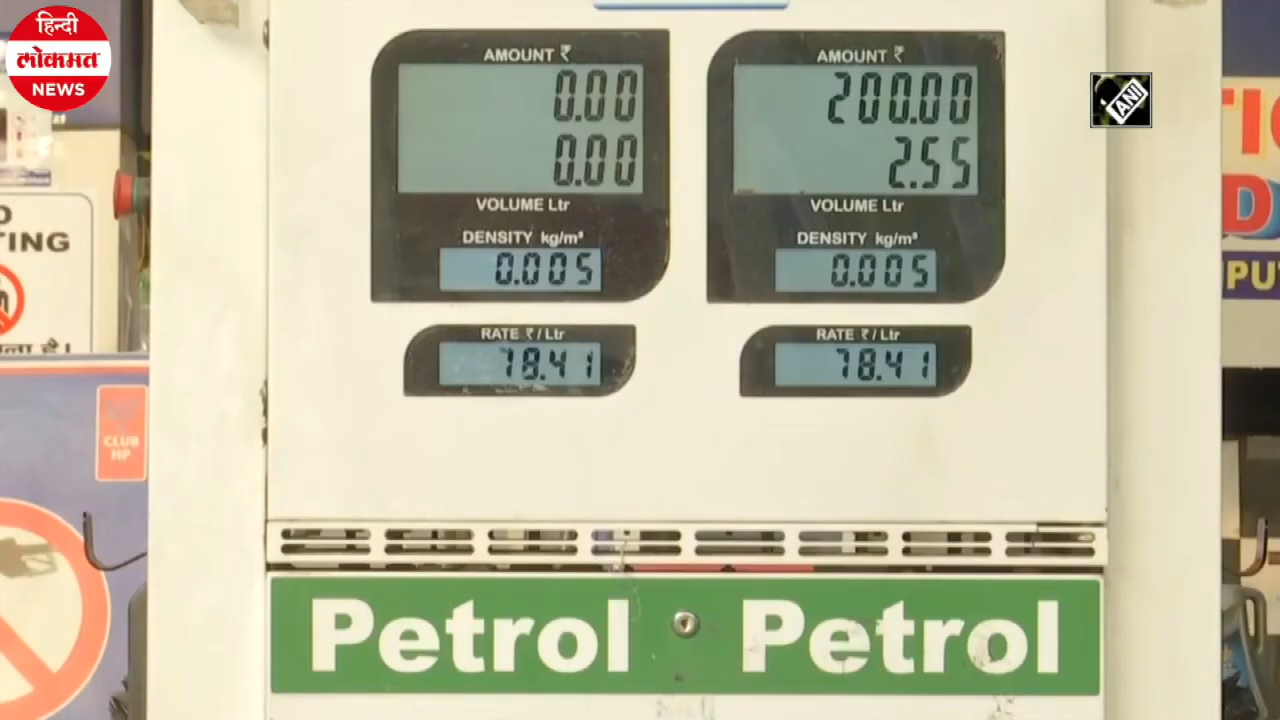 हिन्दी
लोकमत
NEWS
AMOUNT ₹
0.00
0.00
VOLUME Ltr
DENSITY kg/m³
0.005
RATE ₹/Ltr
78.41
AMOUNT ₹
200.00
2.55
VOLUME Ltr
DENSITY kg/m³
0.005
RATE ₹/Ltr
78.41
ANI
TING
CLUB
HP
PUT
Petrol Petrol